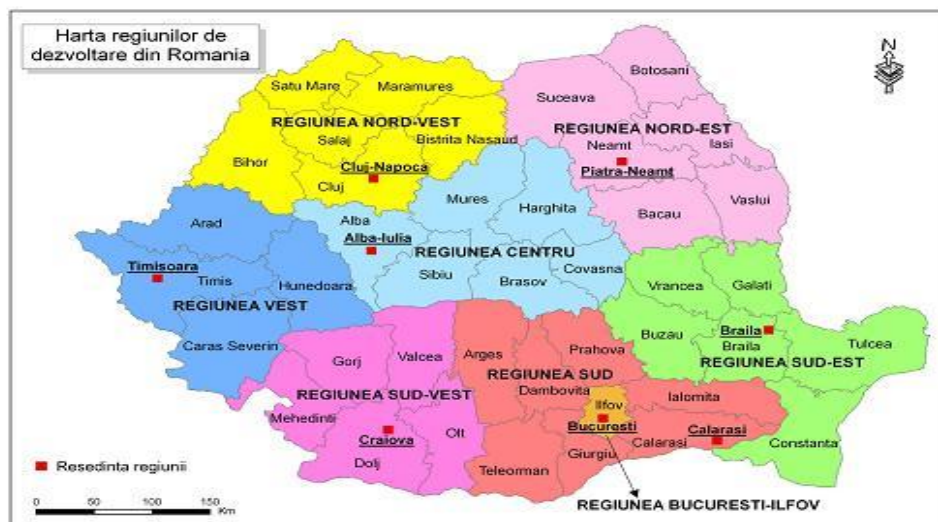 Harta regiunilor de
dezvoltare din Romania
N
Botosani
Satu Mare
Maramures
Suceava
REGIUNEA NORD-VEST
REGIUNEA NORD-EST
Salaj
Bistrita Nasaud
Neamt
Iasi
Bihor
Cluj-Napoca
Piatra-Neamt
Cluj
Mures
Harghita
Vaslui
Alba
Bacau
Arad
Alba-Iulia
REGIUNEA CENTRU
Timisoara
Sibiu
Covasna
Timis
Hunedoara
Brasov
Vrancea
Galati
REGIUNEA VEST
Buzau
Braila
Braila
Tulcea
Caras Severin
Gorj
Valcea
Arges
Prahova
REGIUNEA SUD-EST
REGIUNEA SUD
REGIUNEA SUD-VEST
Dambovita
Ilfov
Ialomita
Mehedinti
Olt
Bucuresti
Calarasi
Craiova
Calarasi
Constanta
Dolj
Giurgiu
Teleorman
Resedinta regiunii
REGIUNEA BUCURESTI-ILFOV
0 50 100 150
Km